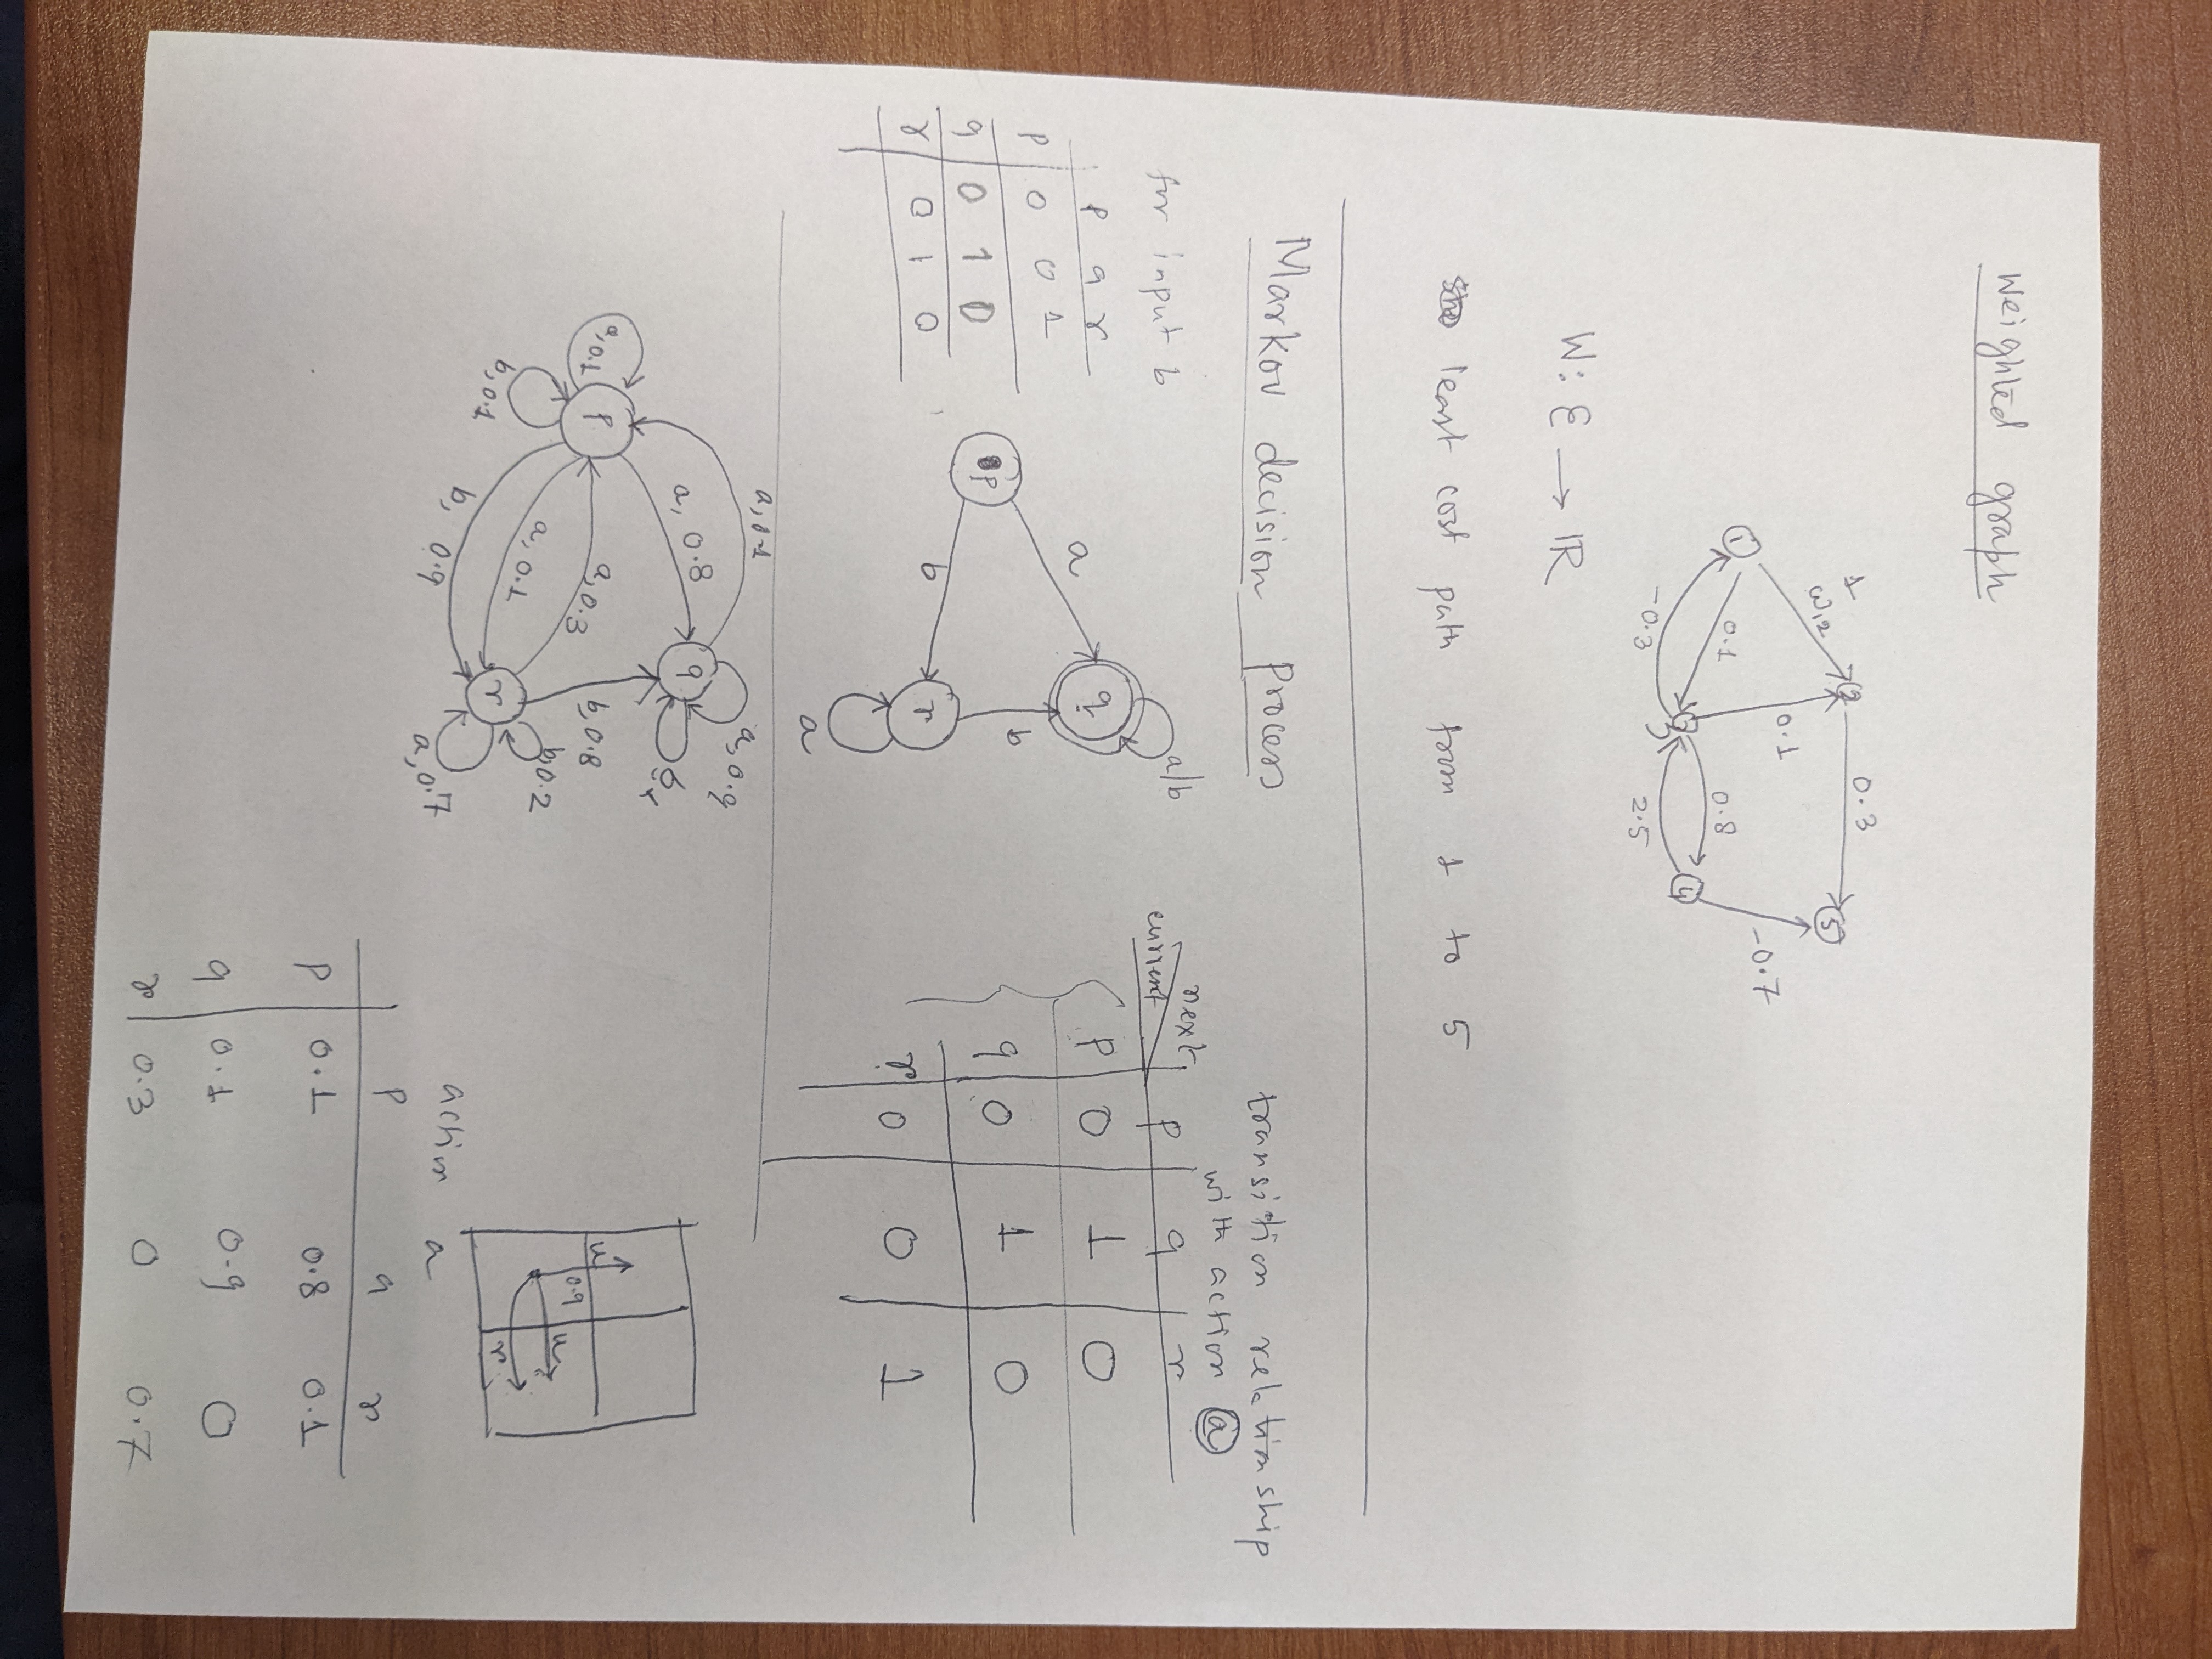 Weighted graph
1
W12
0.3
1
2
5
0.1
0.1
-0.3
0.8
-0.7
3
4
2.5
W: E → IR
least cost path from 1 to 5
Markov decision process
for input b
p q r
p 0 0 1
q 0 1 0
r 0 1 0
a
a/b
p
q
b
b
r
a
transition relationship
with action a
next
current
p q r
p 0 1 0
q 0 1 0
r 0 0 1
a, 0.1
a, 0.1
a, 0.8
a, 0.9
p
q
b, 0.1
a, 0.3
b, 0.8
a, 0.1
b, 0.9
r
b, 0.2
a, 0.7
u
0.9
u
r
action a
p q r
p 0.1 0.8 0.1
q 0.1 0.9 0
r 0.3 0 0.7